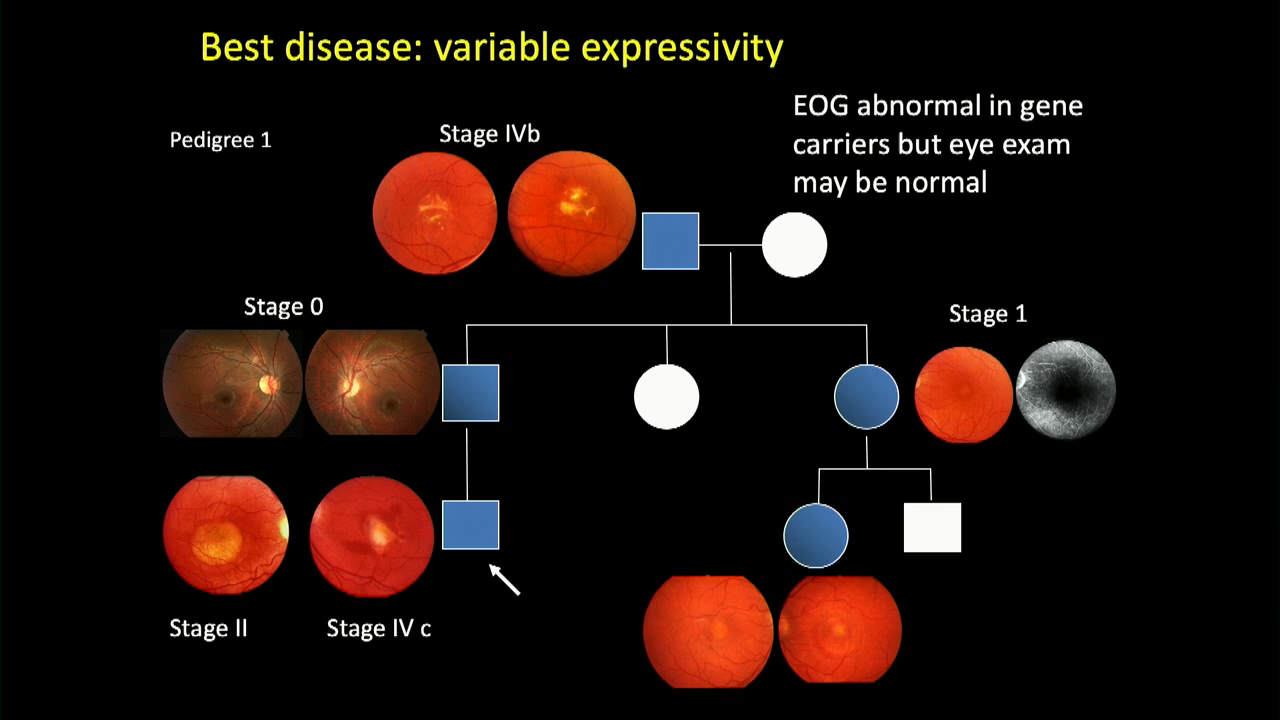 Best disease: variable expressivity
EOG abnormal in gene
carriers but eye exam
may be normal
Pedigree 1
Stage IVb
Stage 0
Stage 1
Stage II
Stage IV c